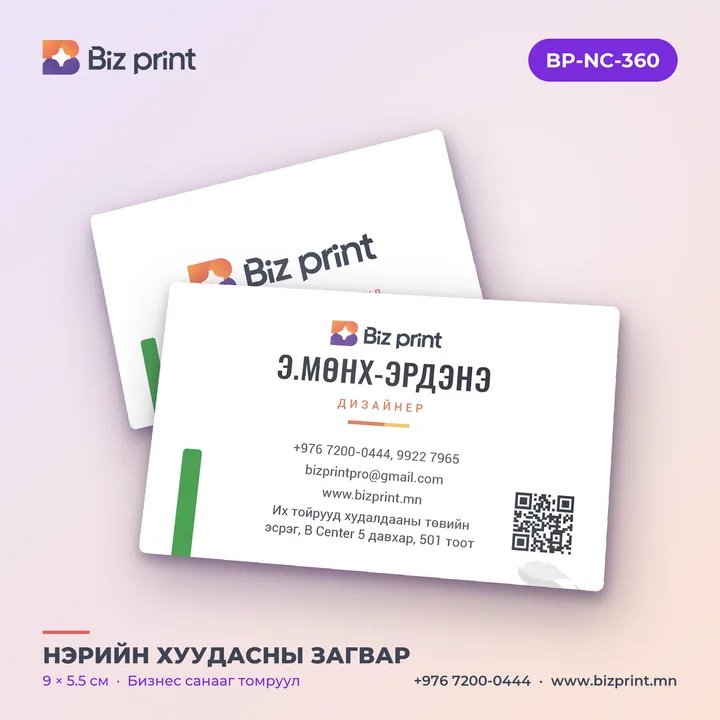 Biz print
BP-NC-360
Biz print
Biz print
Э.МӨНХ-ЭРДЭНЭ
ДИЗАЙНЕР
+976 7200-0444, 9922 7965
bizprintpro@gmail.com
www.bizprint.mn
Их тойрууд худалдааны төвийн
эсрэг, B Center 5 давхар, 501 тоот
НЭРИЙН ХУУДАСНЫ ЗАГВАР
9 × 5.5 см · Бизнес санааг томруул
+976 7200-0444 · www.bizprint.mn